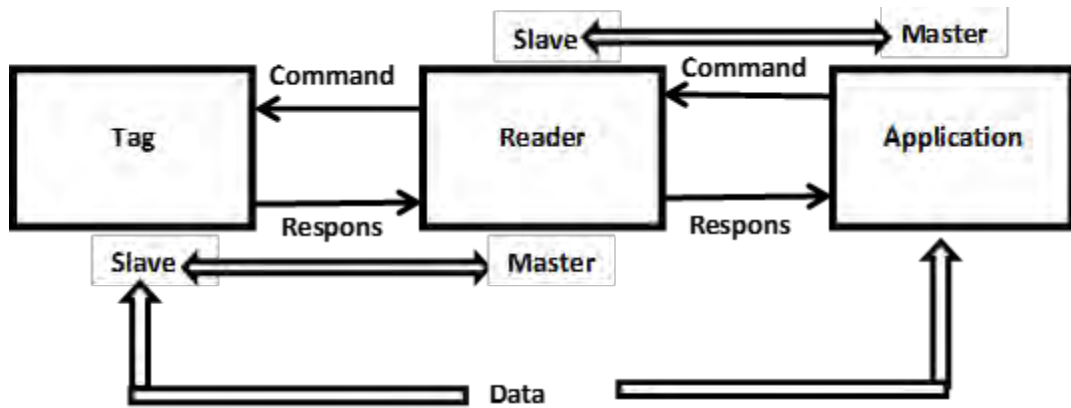 Slave
Master
Command
Command
Tag
Reader
Application
Respons
Respons
Slave
Master
Data